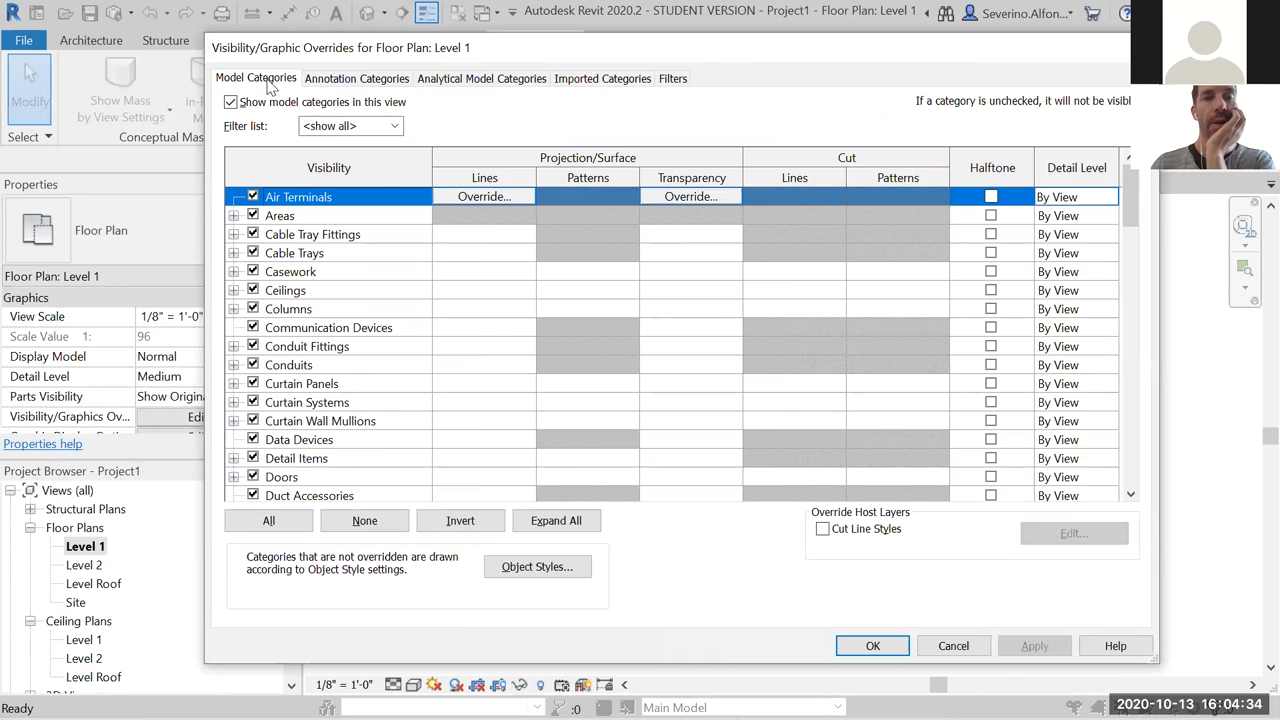 Autodesk Revit 2020.2 - STUDENT VERSION - Project1 - Floor Plan: Level 1
Severino.Alfon...
File
Architecture
Structure
Modify
Show Mass
by View Settings
In-
M
Select
Conceptual Mas
Properties
Floor Plan
Floor Plan: Level 1
Graphics
View Scale
1/8" = 1'-0"
Scale Value 1:
96
Display Model
Normal
Detail Level
Medium
Parts Visibility
Show Origin
Visibility/Graphics Ov...
Edi
Properties help
Project Browser - Project1
Views (all)
Structural Plans
Floor Plans
Level 1
Level 2
Level Roof
Site
Ceiling Plans
Level 1
Level 2
Level Roof
Ready
Visibility/Graphic Overrides for Floor Plan: Level 1
Model Categories
Annotation Categories
Analytical Model Categories
Imported Categories
Filters
Show model categories in this view
If a category is unchecked, it will not be visibl
Filter list:
<show all>
Visibility
Projection/Surface
Cut
Halftone
Detail Level
Lines
Patterns
Transparency
Lines
Patterns
Air Terminals
Override...
Override...
By View
Areas
By View
Cable Tray Fittings
By View
Cable Trays
By View
Casework
By View
Ceilings
By View
Columns
By View
Communication Devices
By View
Conduit Fittings
By View
Conduits
By View
Curtain Panels
By View
Curtain Systems
By View
Curtain Wall Mullions
By View
Data Devices
By View
Detail Items
By View
Doors
By View
Duct Accessories
By View
All
None
Invert
Expand All
Override Host Layers
Cut Line Styles
Edit...
Categories that are not overridden are drawn
according to Object Style settings.
Object Styles...
OK
Cancel
Apply
Help
1/8" = 1'-0"
:0
Main Model
2020-10-13 16:04:34